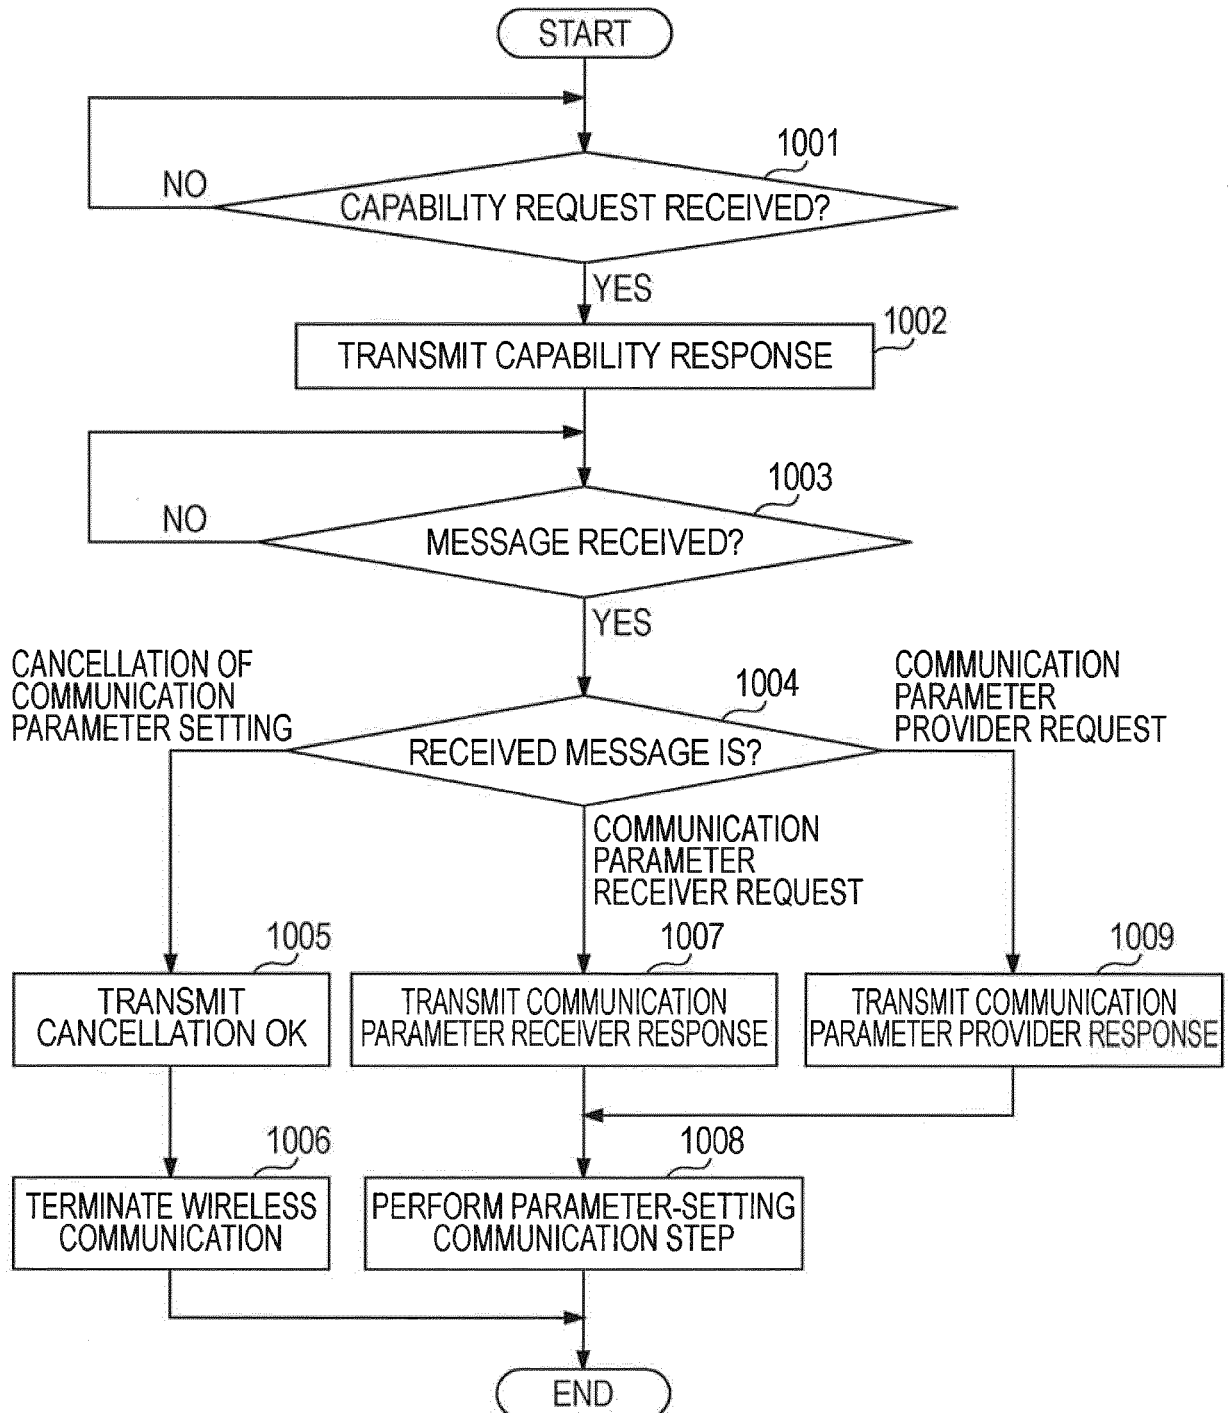 START
1001
NO
CAPABILITY REQUEST RECEIVED?
YES
1002
TRANSMIT CAPABILITY RESPONSE
1003
NO
MESSAGE RECEIVED?
YES
CANCELLATION OF
COMMUNICATION
PARAMETER SETTING
1004
COMMUNICATION
PARAMETER
PROVIDER REQUEST
RECEIVED MESSAGE IS?
COMMUNICATION
PARAMETER
RECEIVER REQUEST
1005
TRANSMIT
CANCELLATION OK
1007
TRANSMIT COMMUNICATION
PARAMETER RECEIVER RESPONSE
1009
TRANSMIT COMMUNICATION
PARAMETER PROVIDER RESPONSE
1006
TERMINATE WIRELESS
COMMUNICATION
1008
PERFORM PARAMETER-SETTING
COMMUNICATION STEP
END